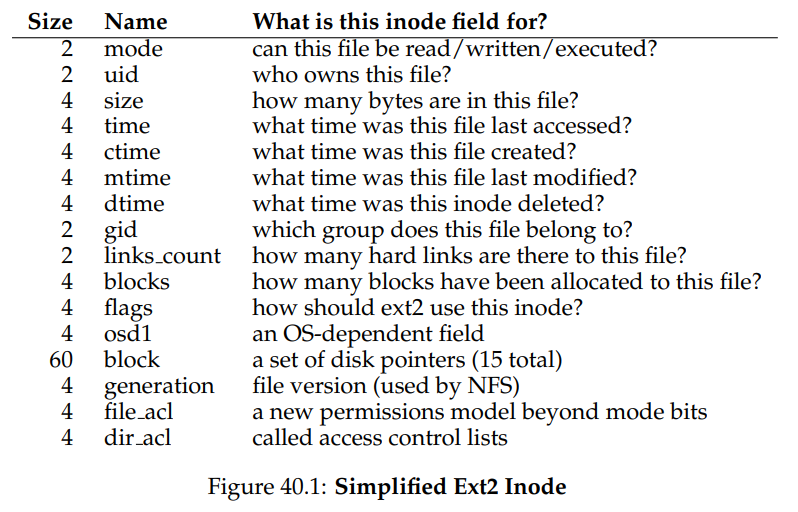 Size Name What is this inode field for?
2 mode can this file be read/written/executed?
2 uid who owns this file?
4 size how many bytes are in this file?
4 time what time was this file last accessed?
4 ctime what time was this file created?
4 mtime what time was this file last modified?
4 dtime what time was this inode deleted?
2 gid which group does this file belong to?
2 links_count how many hard links are there to this file?
4 blocks how many blocks have been allocated to this file?
4 flags how should ext2 use this inode?
4 osd1 an OS-dependent field
60 block a set of disk pointers (15 total)
4 generation file version (used by NFS)
4 file_acl a new permissions model beyond mode bits
4 dir_acl called access control lists
Figure 40.1: Simplified Ext2 Inode